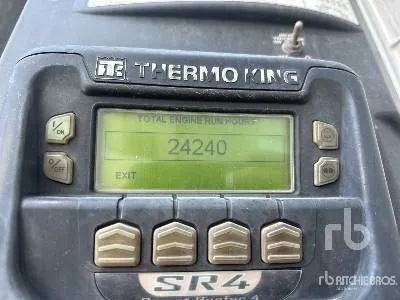 THERMO KING
TOTAL ENGINE RUN HOURS
24240
EXIT
I/ON
O/OFF
SR4
rb
RITCHIE BROS.